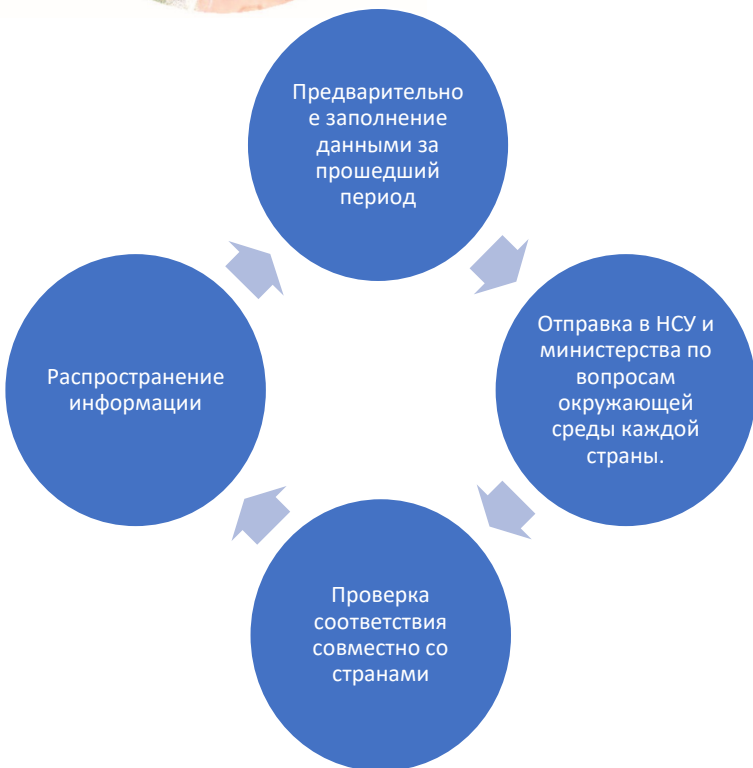 Предварительно
е заполнение
данными за
прошедший
период
Отправка в НСУ и
министерства по
вопросам
окружающей
среды каждой
страны.
Проверка
соответствия
совместно со
странами
Распространение
информации